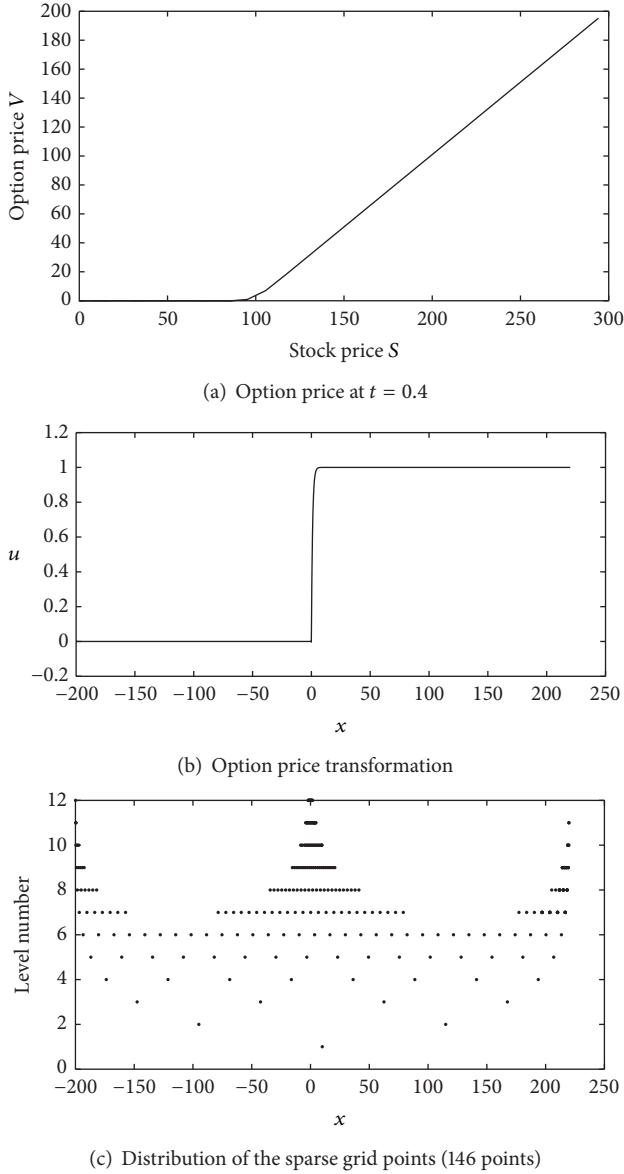 200
180
160
140
120
100
80
60
40
20
0
Option price V
0 50 100 150 200 250 300
Stock price S
(a) Option price at t = 0.4
1.2
1
0.8
0.6
0.4
0.2
0
−0.2
u
−200 −150 −100 −50 0 50 100 150 200 250
x
(b) Option price transformation
12
10
8
6
4
2
0
Level number
−200 −150 −100 −50 0 50 100 150 200 250
x
(c) Distribution of the sparse grid points (146 points)